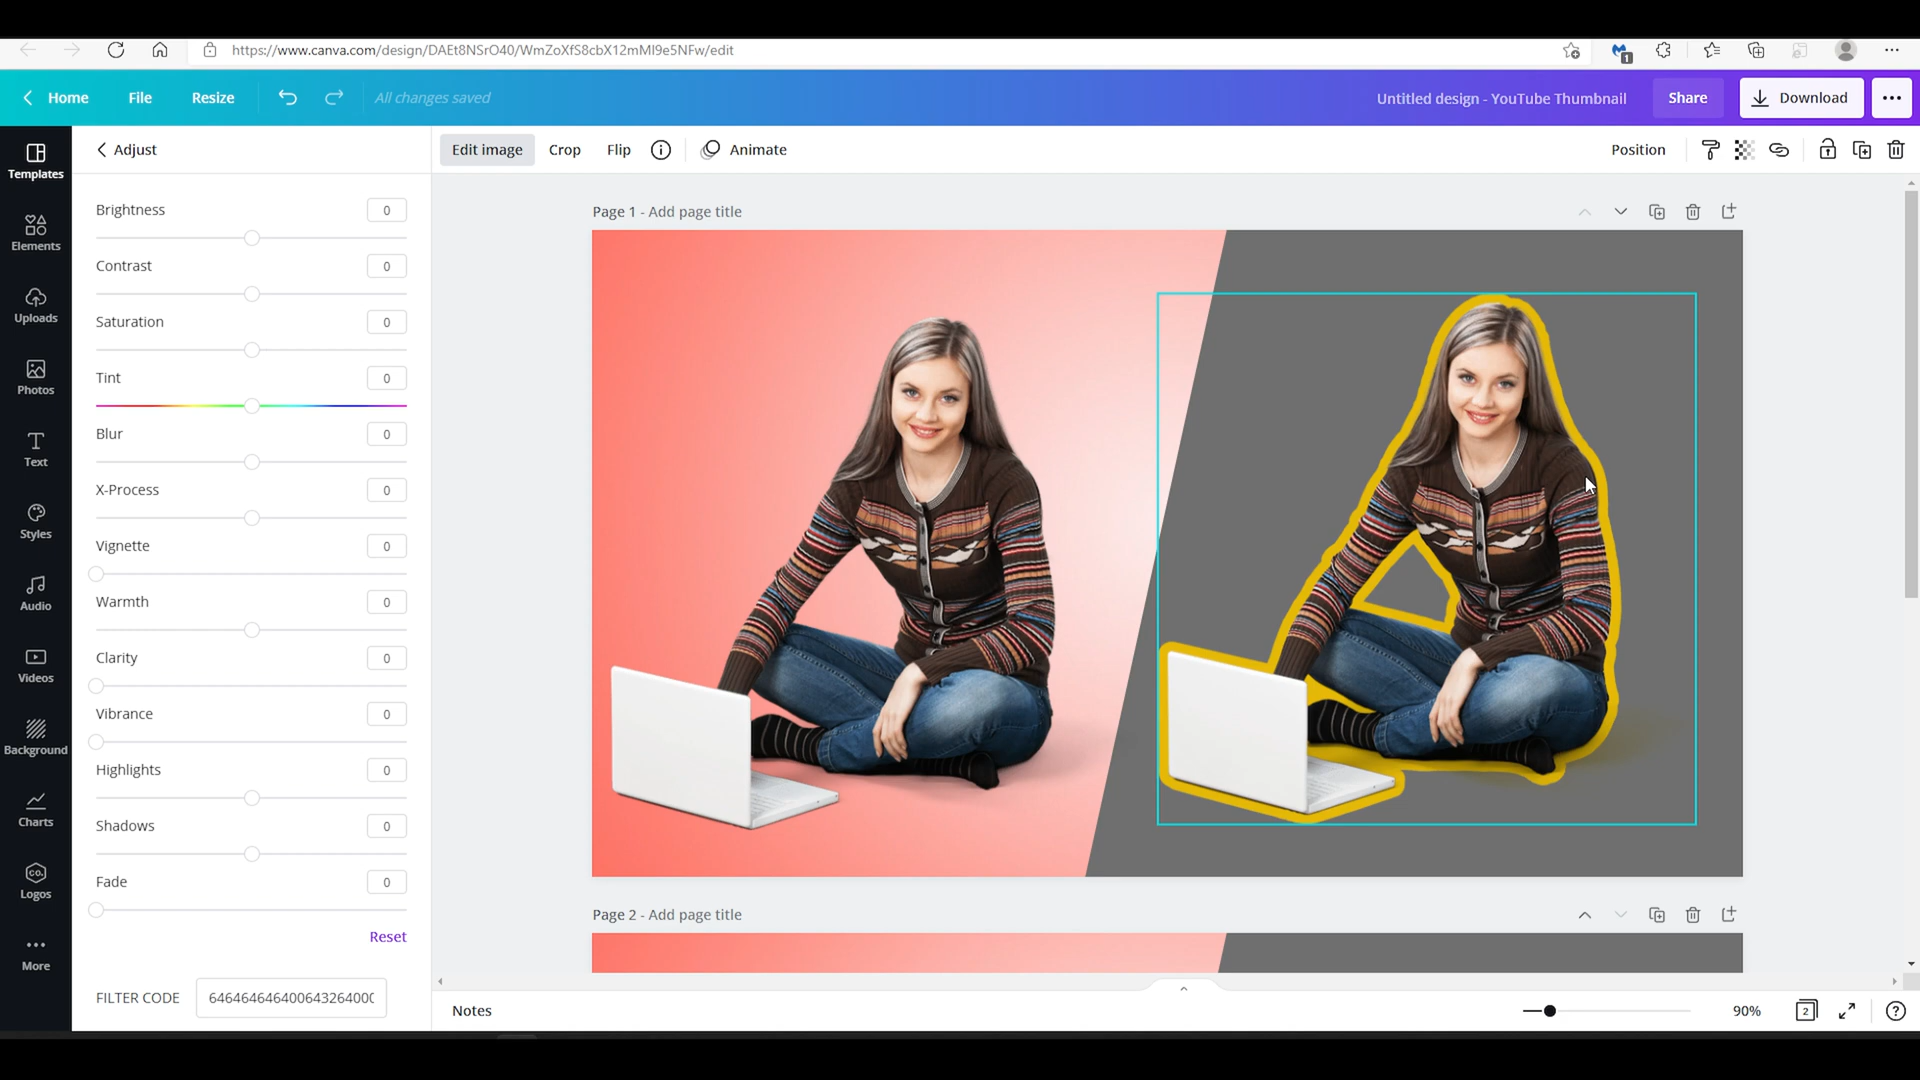 https://www.canva.com/design/DAEt8NSrO40/WmZoXfS8cbX12mMl9e5NFw/edit
1
Home
File
Resize
All changes saved
Untitled design - YouTube Thumbnail
Share
Download
Templates
Elements
Uploads
Photos
Text
Styles
Audio
Videos
Background
Charts
CO.
Logos
More
Adjust
Brightness 0
Contrast 0
Saturation 0
Tint 0
Blur 0
X-Process 0
Vignette 0
Warmth 0
Clarity 0
Vibrance 0
Highlights 0
Shadows 0
Fade 0
Reset
FILTER CODE 646464646400643264000
Edit image
Crop
Flip
Animate
Position
Page 1 - Add page title
Page 2 - Add page title
Notes
90%
2